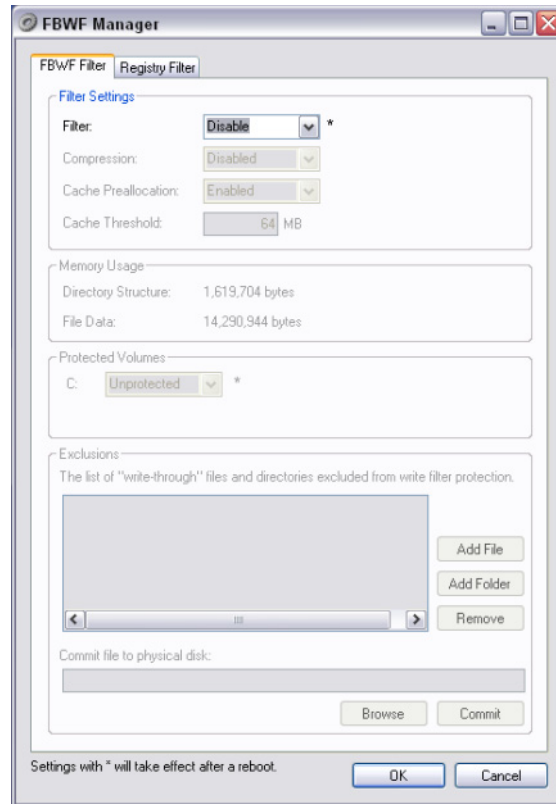 FBWF Manager
FBWF Filter Registry Filter
Filter Settings
Filter: Disable *
Compression: Disabled
Cache Preallocation: Enabled
Cache Threshold: 64 MB
Memory Usage
Directory Structure: 1,619,704 bytes
File Data: 14,290,944 bytes
Protected Volumes
C: Unprotected *
Exclusions
The list of "write-through" files and directories excluded from write filter protection.
Add File
Add Folder
Remove
Commit file to physical disk:
Browse Commit
Settings with * will take effect after a reboot.
OK Cancel